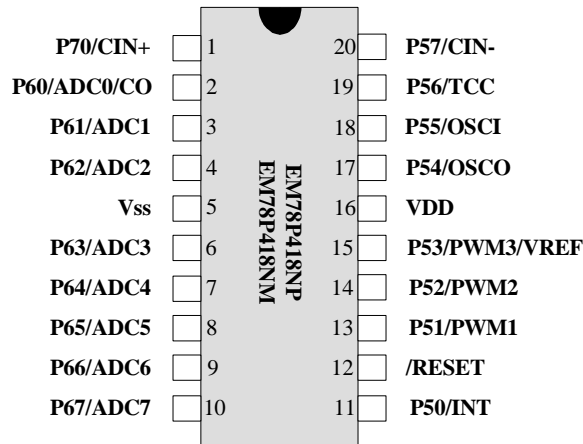 P70/CIN+ 1 20 P57/CIN-
P60/ADC0/CO 2 19 P56/TCC
P61/ADC1 3 18 P55/OSCI
P62/ADC2 4 17 P54/OSCO
Vss 5 16 VDD
P63/ADC3 6 15 P53/PWM3/VREF
P64/ADC4 7 14 P52/PWM2
P65/ADC5 8 13 P51/PWM1
P66/ADC6 9 12 /RESET
P67/ADC7 10 11 P50/INT
EM78P418NP
EM78P418NM